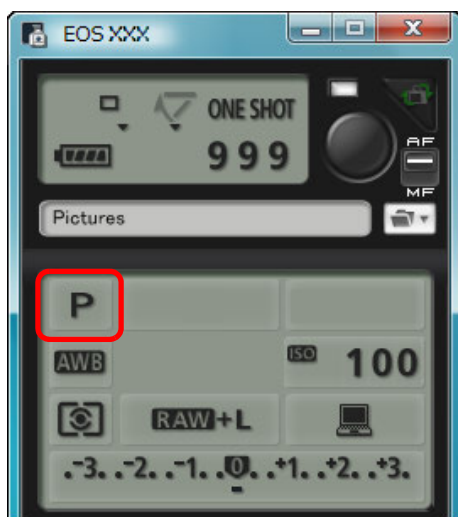 EOS XXX
ONE SHOT
999
AF
MF
Pictures
P
AWB
ISO 100
RAW+L
.-3. .-2. .-1. .0. .+1. .+2. .+3.